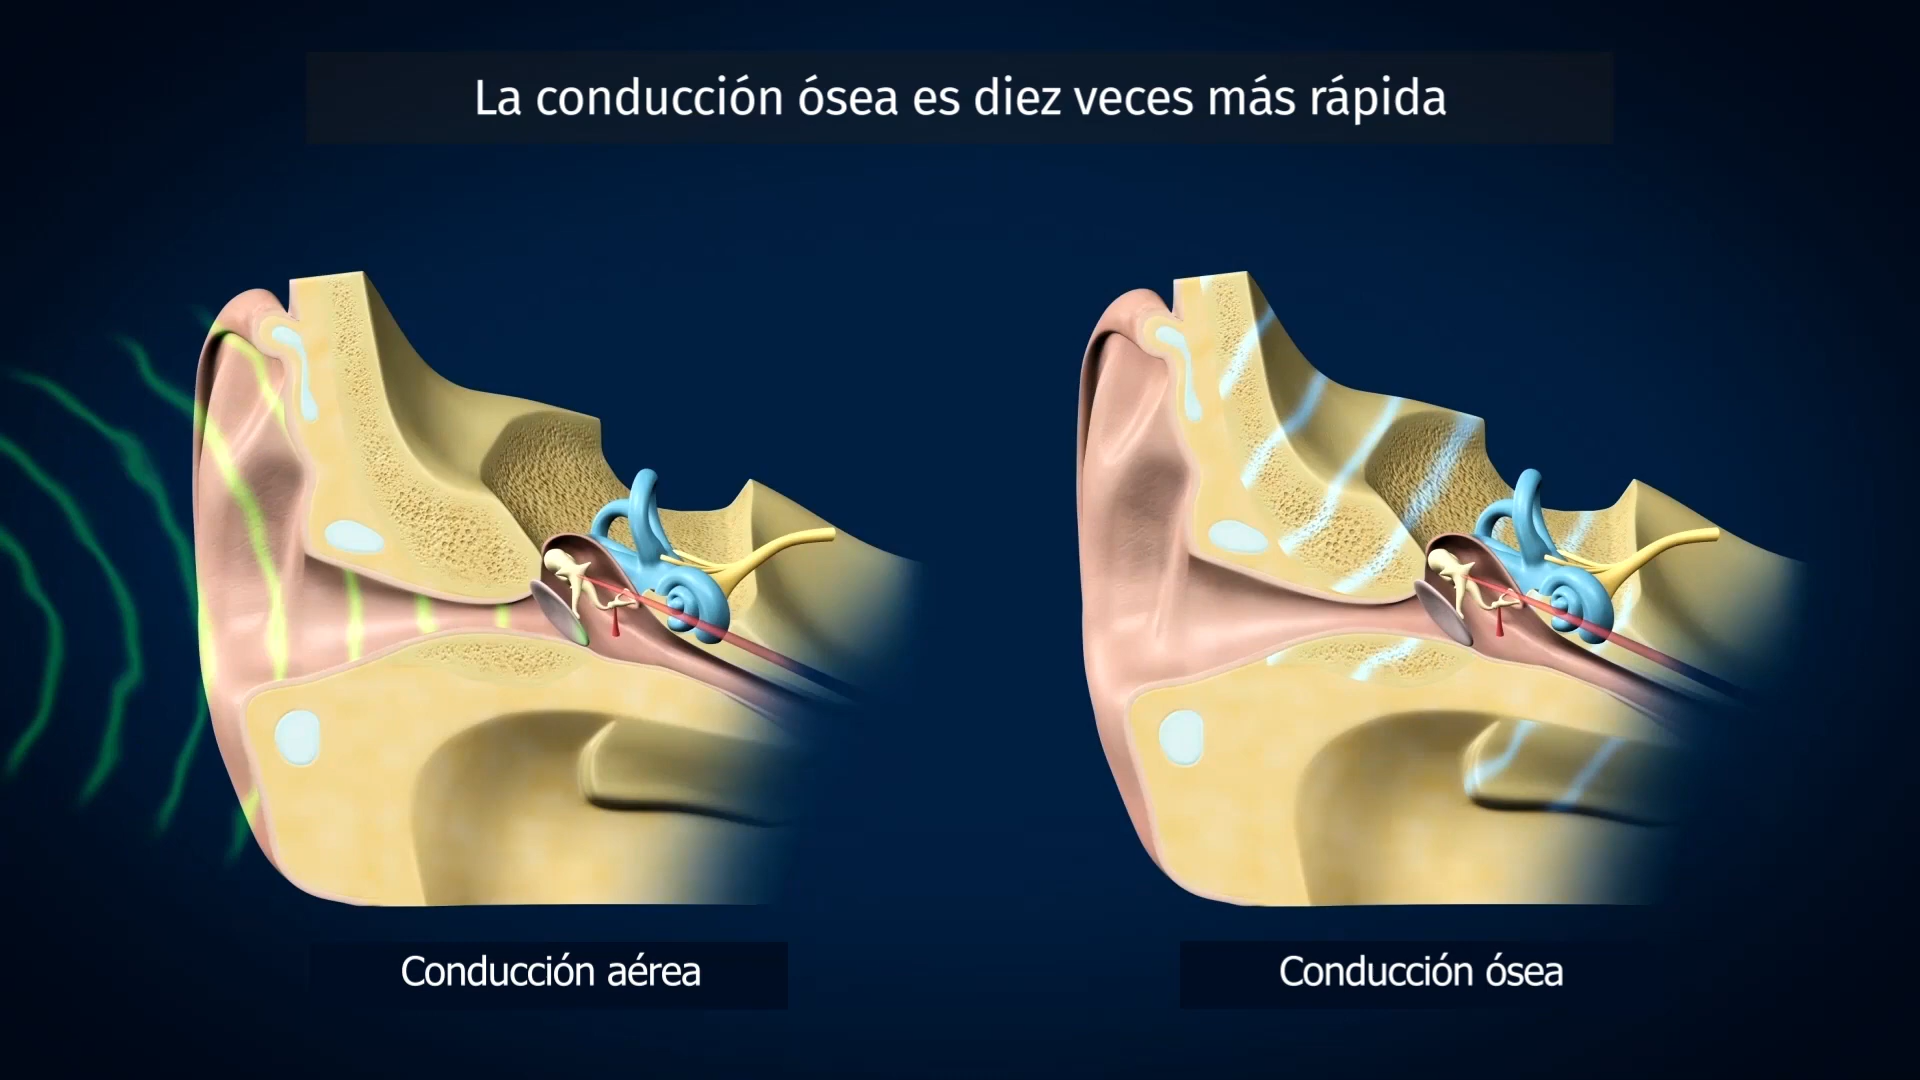 La conducción ósea es diez veces más rápida
Conducción aérea
Conducción ósea